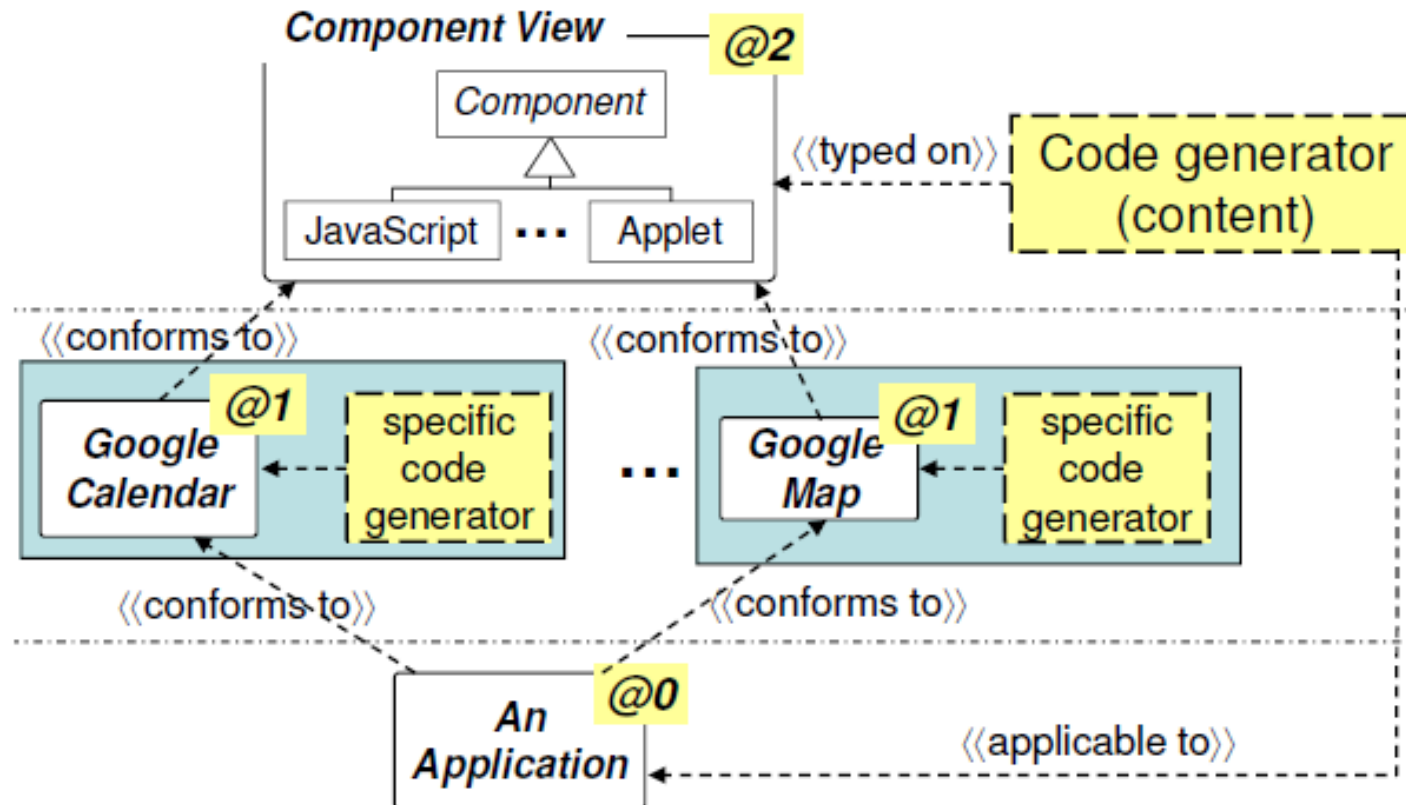 Component View
@2
Component
JavaScript
...
Applet
⟨⟨typed on⟩⟩
Code generator
(content)
⟨⟨conforms to⟩⟩
⟨⟨conforms to⟩⟩
@1
Google
Calendar
specific
code
generator
...
@1
Google
Map
specific
code
generator
⟨⟨conforms to⟩⟩
⟨⟨conforms to⟩⟩
@0
An
Application
⟨⟨applicable to⟩⟩